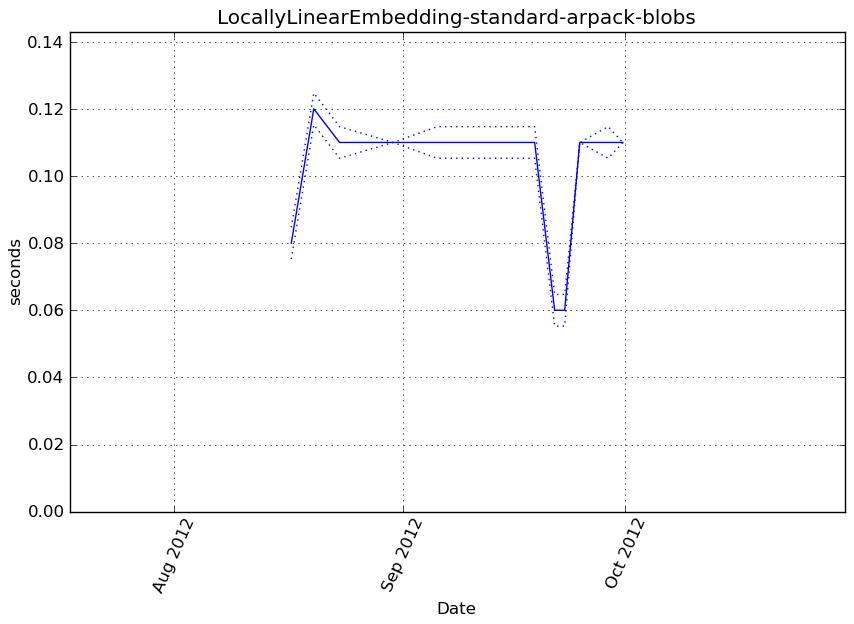 LocallyLinearEmbedding-standard-arpack-blobs
0.14
0.12
0.10
0.08
0.06
0.04
0.02
0.00
seconds
Aug 2012
Sep 2012
Oct 2012
Date